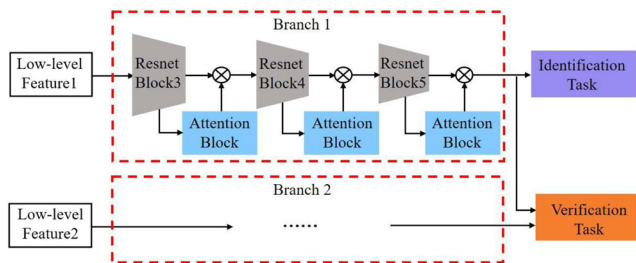 Branch 1
Low-level
Feature1
Resnet
Block3
Resnet
Block4
Resnet
Block5
Identification
Task
Attention
Block
Attention
Block
Attention
Block
Branch 2
Low-level
Feature2
......
Verification
Task